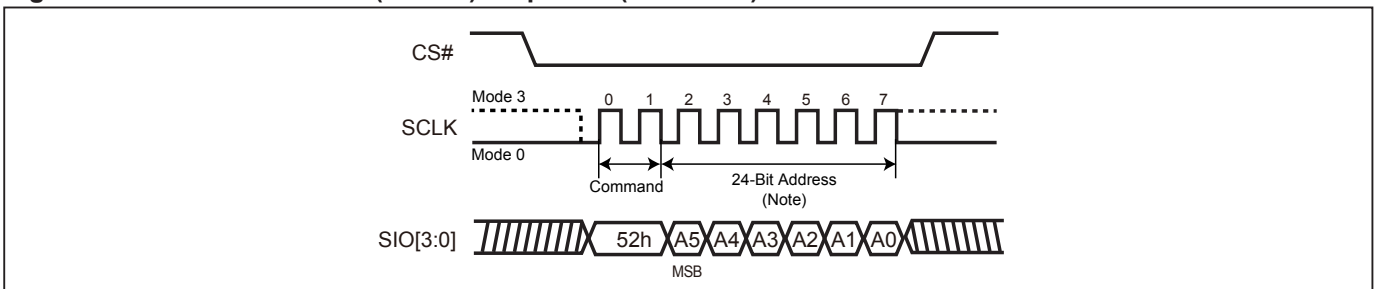 CS#
Mode 3
0 1 2 3 4 5 6 7
SCLK
Mode 0
Command
24-Bit Address
(Note)
SIO[3:0]
52h A5 A4 A3 A2 A1 A0
MSB